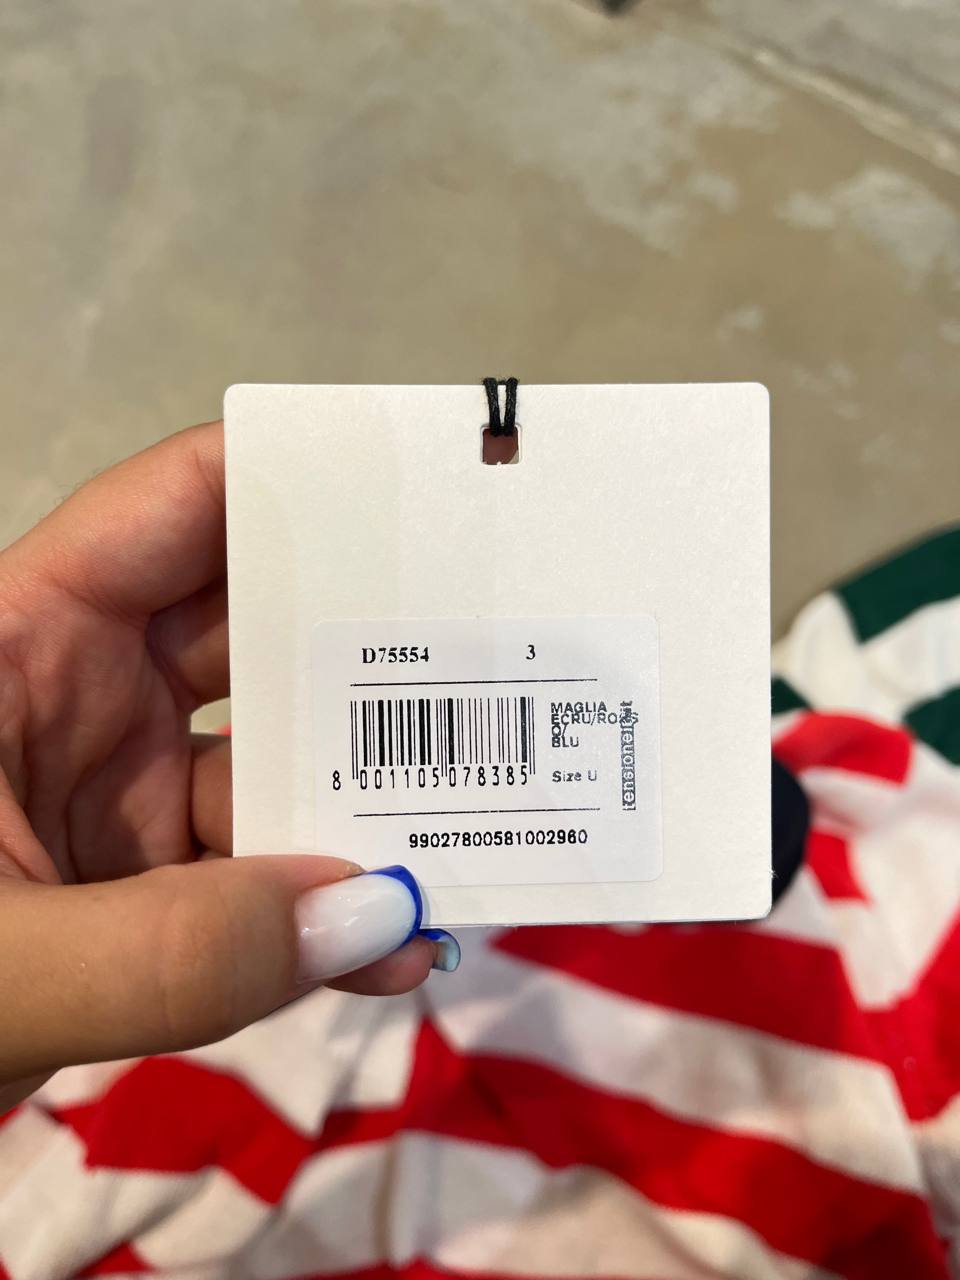 D75554 3
8 001105 078385
MAGLIA
ECRU/ROSS
O/
BLU
Size U
tensione in
99027800581002960